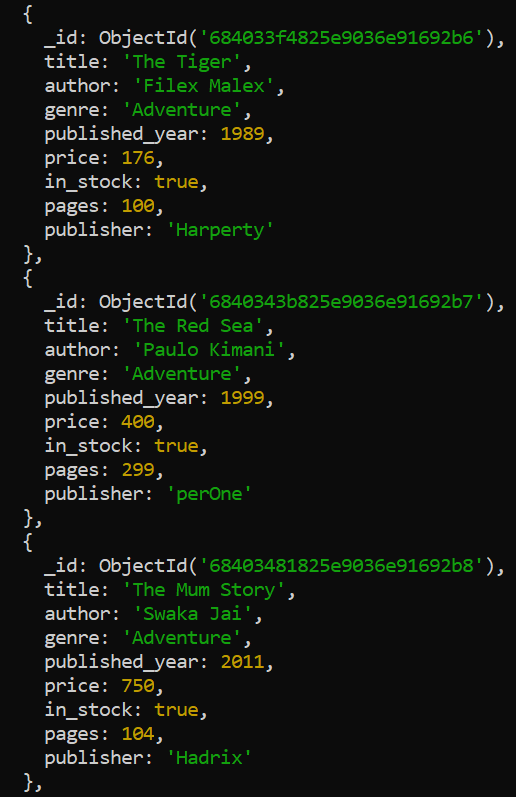 {
_id: ObjectId('684033f4825e9036e91692b6'),
title: 'The Tiger',
author: 'Filex Malex',
genre: 'Adventure',
published_year: 1989,
price: 176,
in_stock: true,
pages: 100,
publisher: 'Harperty'
},
{
_id: ObjectId('6840343b825e9036e91692b7'),
title: 'The Red Sea',
author: 'Paulo Kimani',
genre: 'Adventure',
published_year: 1999,
price: 400,
in_stock: true,
pages: 299,
publisher: 'perOne'
},
{
_id: ObjectId('68403481825e9036e91692b8'),
title: 'The Mum Story',
author: 'Swaka Jai',
genre: 'Adventure',
published_year: 2011,
price: 750,
in_stock: true,
pages: 104,
publisher: 'Hadrix'
},